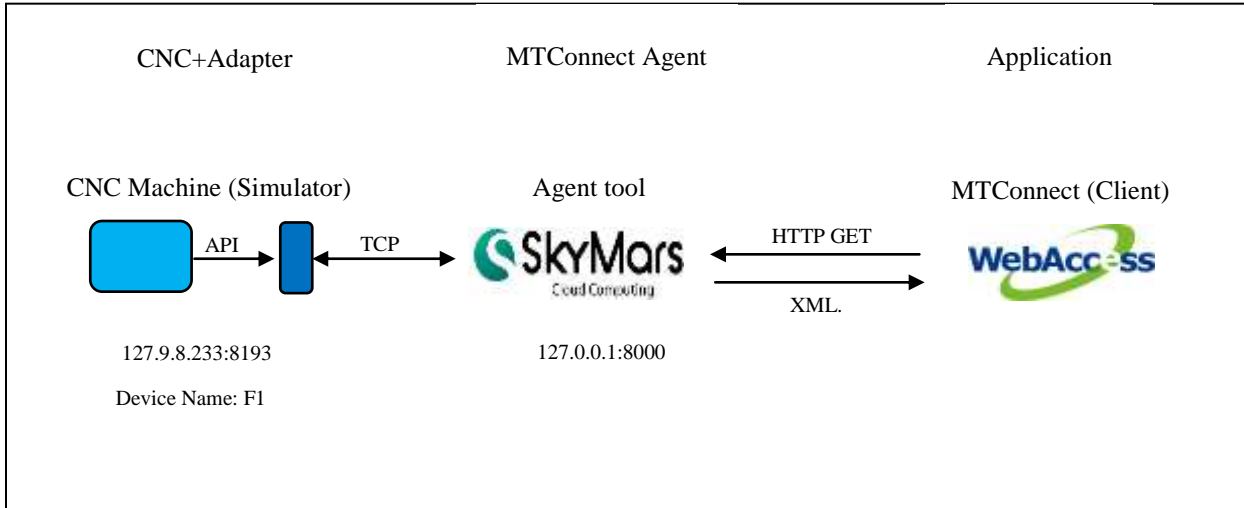 CNC+Adapter
MTConnect Agent
Application
CNC Machine (Simulator)
Agent tool
MTConnect (Client)
API
TCP
SkyMars
Cloud Computing
HTTP GET
XML.
WebAccess
127.9.8.233:8193
127.0.0.1:8000
Device Name: F1